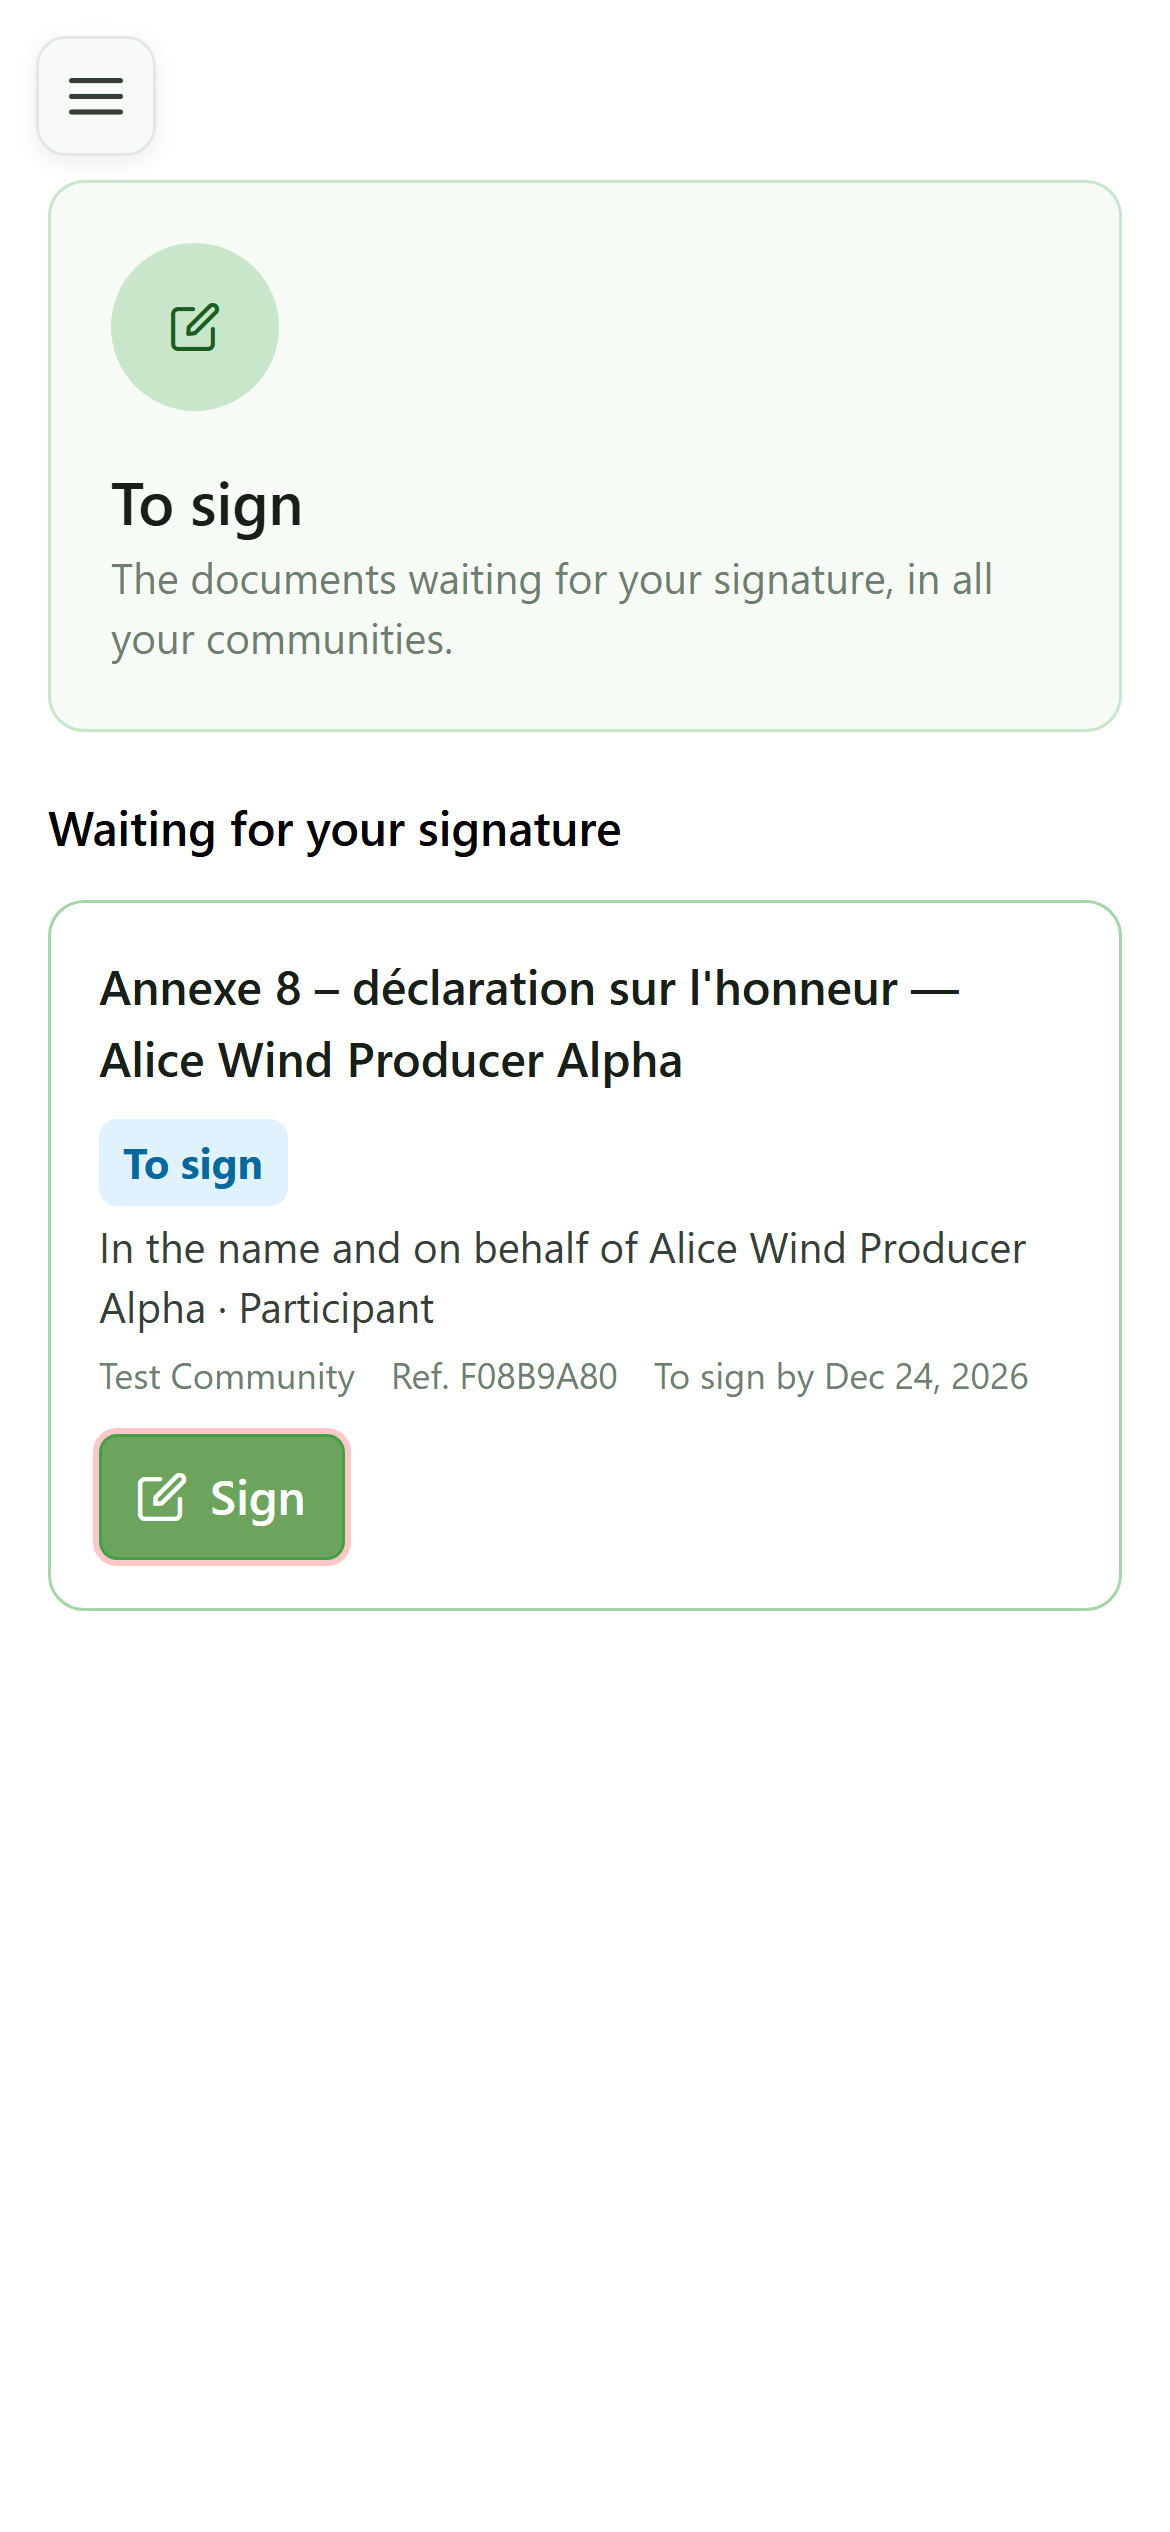 To sign
The documents waiting for your signature, in all
your communities.
Waiting for your signature
Annexe 8 – déclaration sur l'honneur —
Alice Wind Producer Alpha
To sign
In the name and on behalf of Alice Wind Producer
Alpha · Participant
Test Community Ref. F08B9A80 To sign by Dec 24, 2026
Sign